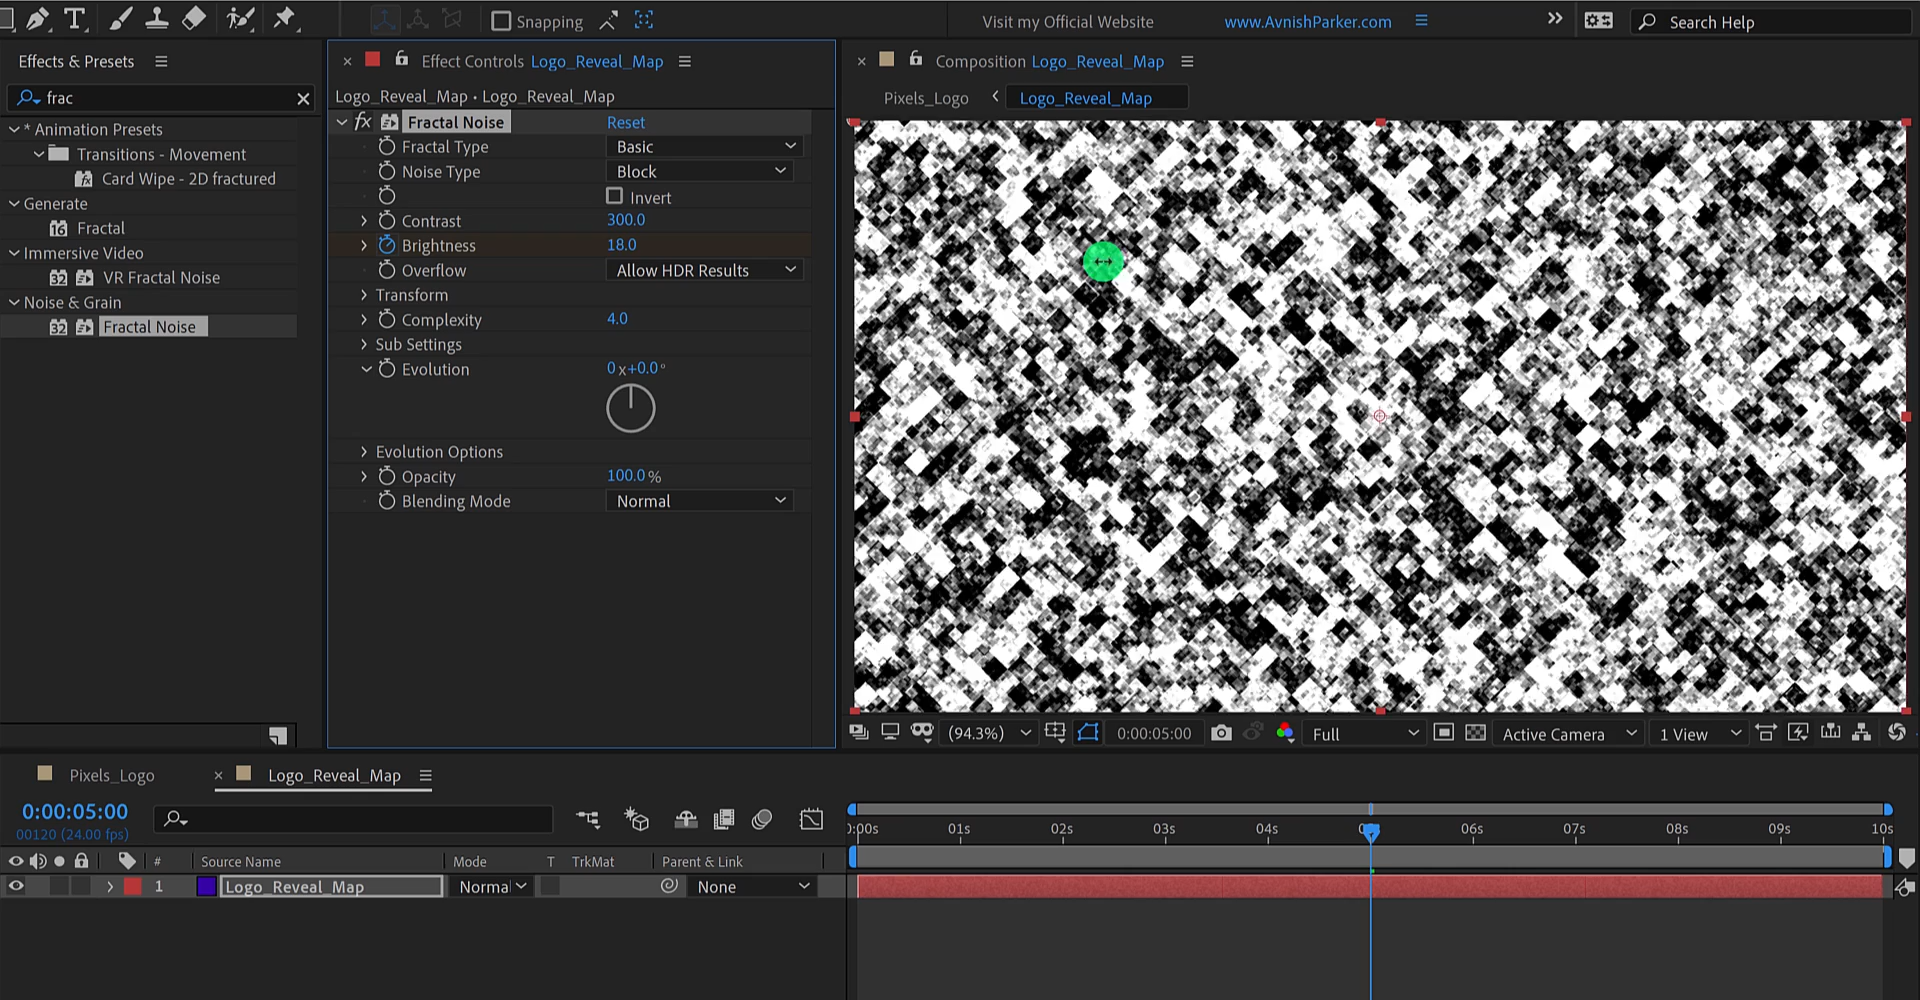 Snapping
Visit my Official Website
www.AvnishParker.com
Search Help
Effects & Presets
frac
* Animation Presets
Transitions - Movement
Card Wipe - 2D fractured
Generate
16 Fractal
Immersive Video
32 VR Fractal Noise
Noise & Grain
32 Fractal Noise
Effect Controls Logo_Reveal_Map
Logo_Reveal_Map • Logo_Reveal_Map
fx Fractal Noise Reset
Fractal Type Basic
Noise Type Block
Invert
Contrast 300.0
Brightness 18.0
Overflow Allow HDR Results
Transform
Complexity 4.0
Sub Settings
Evolution 0x+0.0°
Evolution Options
Opacity 100.0 %
Blending Mode Normal
Composition Logo_Reveal_Map
Pixels_Logo
Logo_Reveal_Map
(94.3%) 0:00:05:00 Full Active Camera 1 View
Pixels_Logo
Logo_Reveal_Map
0:00:05:00
00120 (24.00 fps)
# Source Name Mode T TrkMat Parent & Link
1 Logo_Reveal_Map Normal None
0:00s 01s 02s 03s 04s 06s 07s 08s 09s 10s